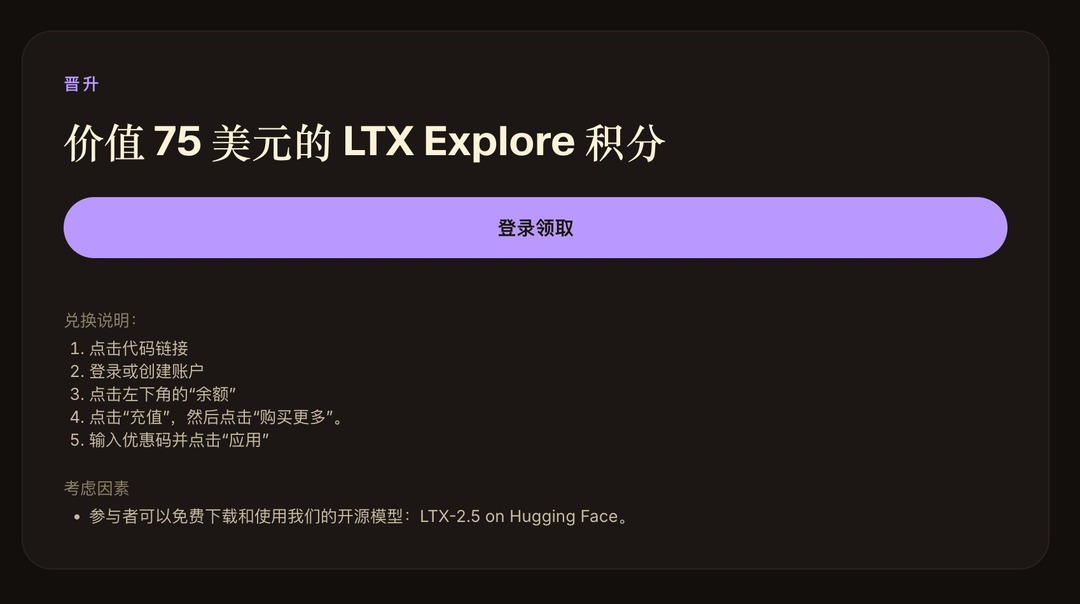 晋升
价值 75 美元的 LTX Explore 积分
登录领取
兑换说明：
1. 点击代码链接
2. 登录或创建账户
3. 点击左下角的“余额”
4. 点击“充值”，然后点击“购买更多”。
5. 输入优惠码并点击“应用”
考虑因素
• 参与者可以免费下载和使用我们的开源模型：LTX-2.5 on Hugging Face。